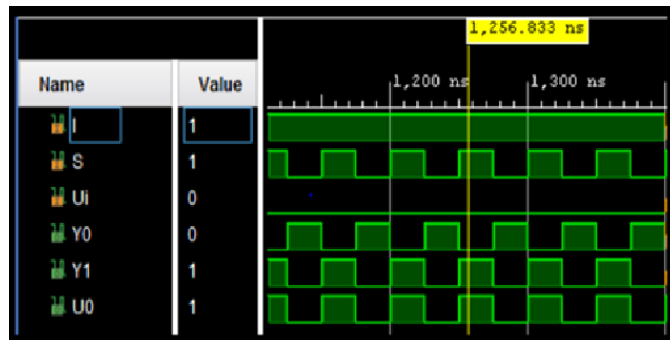 1,256.833 ns
Name Value 1,200 ns 1,300 ns
I 1
S 1
Ui 0
Y0 0
Y1 1
U0 1